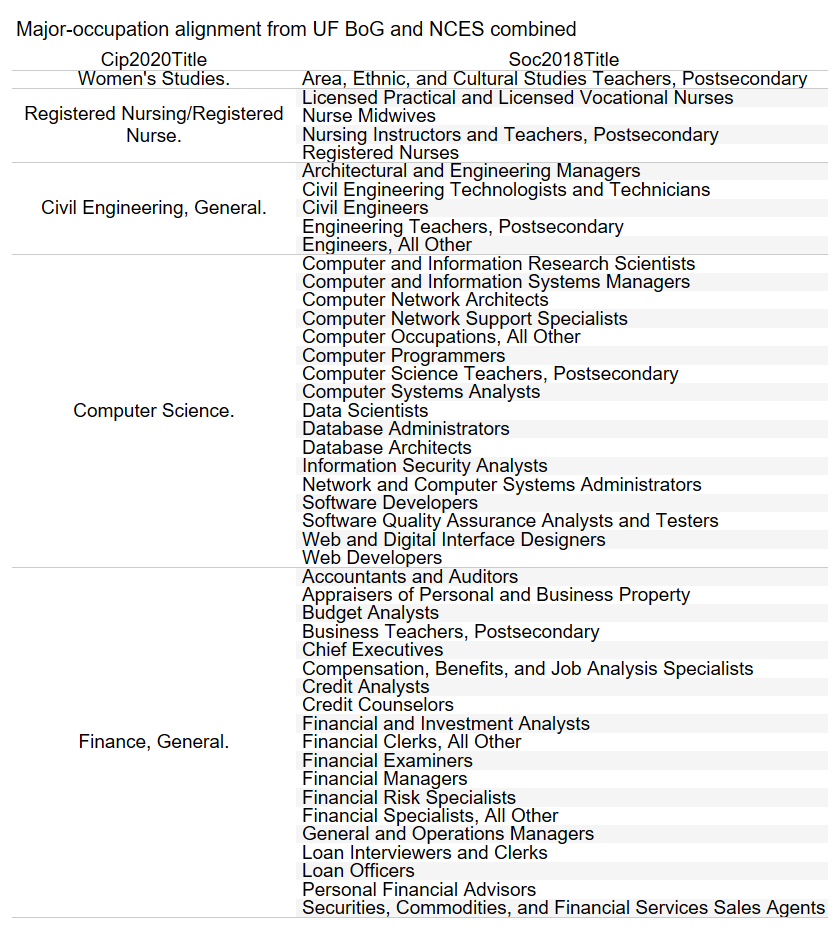 Major-occupation alignment from UF BoG and NCES combined
Cip2020Title Soc2018Title
Women's Studies. Area, Ethnic, and Cultural Studies Teachers, Postsecondary
Registered Nursing/Registered Nurse.
Licensed Practical and Licensed Vocational Nurses
Nurse Midwives
Nursing Instructors and Teachers, Postsecondary
Registered Nurses
Civil Engineering, General.
Architectural and Engineering Managers
Civil Engineering Technologists and Technicians
Civil Engineers
Engineering Teachers, Postsecondary
Engineers, All Other
Computer Science.
Computer and Information Research Scientists
Computer and Information Systems Managers
Computer Network Architects
Computer Network Support Specialists
Computer Occupations, All Other
Computer Programmers
Computer Science Teachers, Postsecondary
Computer Systems Analysts
Data Scientists
Database Administrators
Database Architects
Information Security Analysts
Network and Computer Systems Administrators
Software Developers
Software Quality Assurance Analysts and Testers
Web and Digital Interface Designers
Web Developers
Finance, General.
Accountants and Auditors
Appraisers of Personal and Business Property
Budget Analysts
Business Teachers, Postsecondary
Chief Executives
Compensation, Benefits, and Job Analysis Specialists
Credit Analysts
Credit Counselors
Financial and Investment Analysts
Financial Clerks, All Other
Financial Examiners
Financial Managers
Financial Risk Specialists
Financial Specialists, All Other
General and Operations Managers
Loan Interviewers and Clerks
Loan Officers
Personal Financial Advisors
Securities, Commodities, and Financial Services Sales Agents